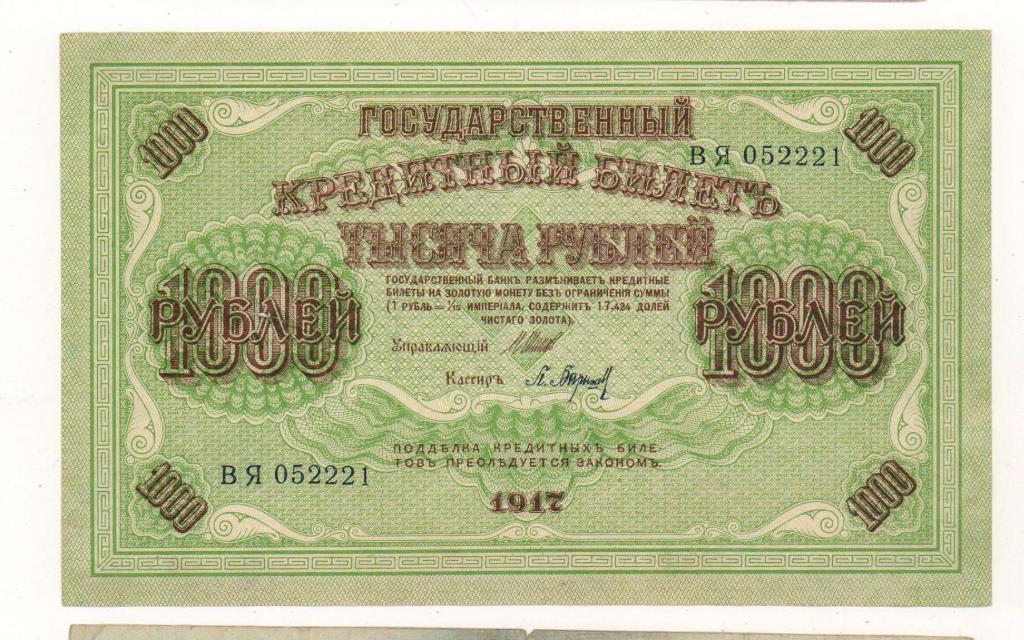 1000 ГОСУДАРСТВЕННЫЙ 1000
ВЯ 052221
КРЕДИТНЫЙ БИЛЕТЪ
ТЫСЯЧА РУБЛЕЙ
1000 РУБЛЕЙ
1000 РУБЛЕЙ
ГОСУДАРСТВЕННЫЙ БАНКЪ РАЗМѢНИВАЕТЪ КРЕДИТНЫЕ
БИЛЕТЫ НА ЗОЛОТУЮ МОНЕТУ БЕЗЪ ОГРАНИЧЕНІЯ СУММЫ
(1 РУБЛЬ = 1/15 ИМПЕРІАЛА, СОДЕРЖИТЪ 17,424 ДОЛЕЙ
ЧИСТАГО ЗОЛОТА).
Управляющій
Кассиръ
ПОДДѢЛКА КРЕДИТНЫХЪ БИЛЕ-
ТОВЪ ПРЕСЛѢДУЕТСЯ ЗАКОНОМЪ.
ВЯ 052221
1000 1917 1000